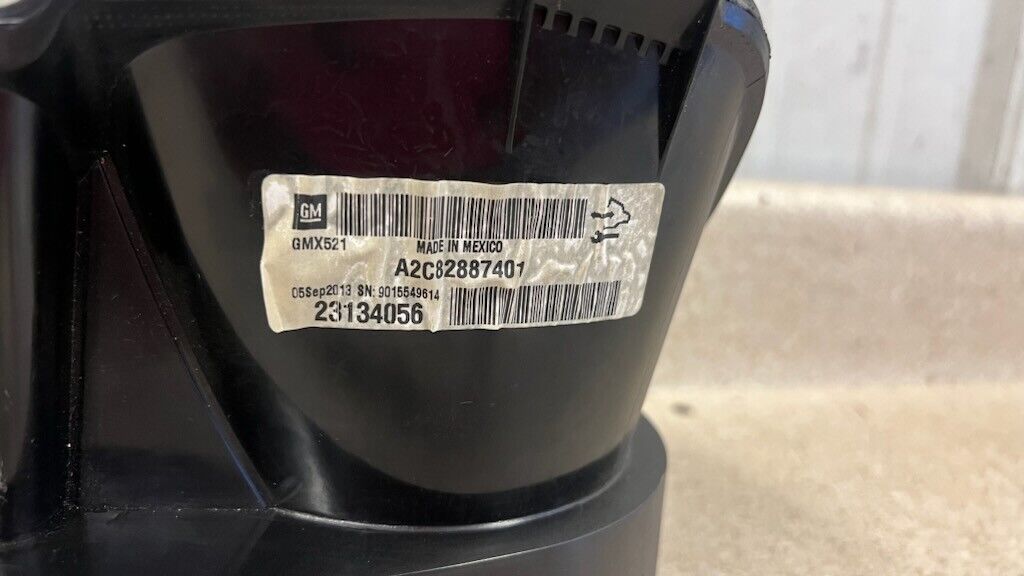 GM
GMX521
MADE IN MEXICO
A2C82887401
05Sep2013 SN: 9015549614
23134056